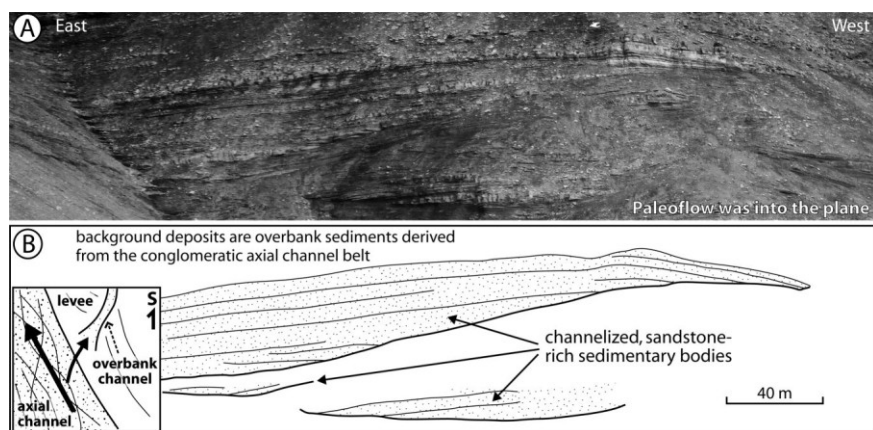 A
East
West
Paleoflow was into the plane
B
background deposits are overbank sediments derived
from the conglomeratic axial channel belt
levee
S
1
overbank
channel
axial
channel
channelized, sandstone-
rich sedimentary bodies
40 m